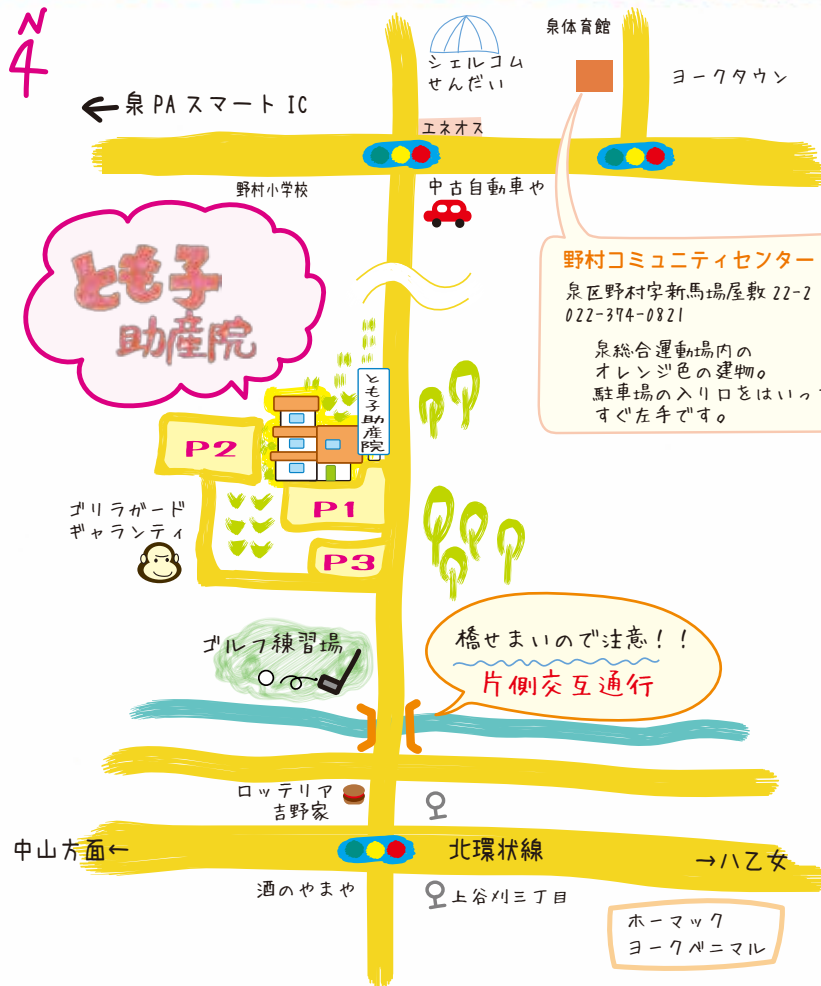 N
泉体育館
シェルコム
せんだい
ヨークタウン
←泉PAスマートIC
エネオス
野村小学校
中古自動車や
とも子
助産院
野村コミュニティセンター
泉区野村字新馬場屋敷22-2
022-374-0821
泉総合運動場内の
オレンジ色の建物。
駐車場の入り口をはいっ
すぐ左手です。
とも子助産院
P2
P1
P3
ゴリラガード
ギャランティ
ゴルフ練習場
橋せまいので注意！！
片側交互通行
ロッテリア
吉野家
中山方面←
北環状線
→八乙女
酒のやまや
上谷刈三丁目
ホーマック
ヨークベニマル